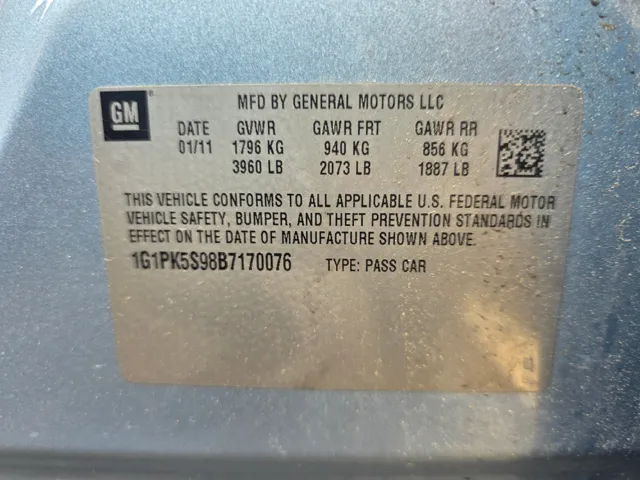 GM
MFD BY GENERAL MOTORS LLC
DATE GVWR GAWR FRT GAWR RR
01/11 1796 KG 940 KG 856 KG
3960 LB 2073 LB 1887 LB
THIS VEHICLE CONFORMS TO ALL APPLICABLE U.S. FEDERAL MOTOR
VEHICLE SAFETY, BUMPER, AND THEFT PREVENTION STANDARDS IN
EFFECT ON THE DATE OF MANUFACTURE SHOWN ABOVE.
1G1PK5S98B7170076 TYPE: PASS CAR